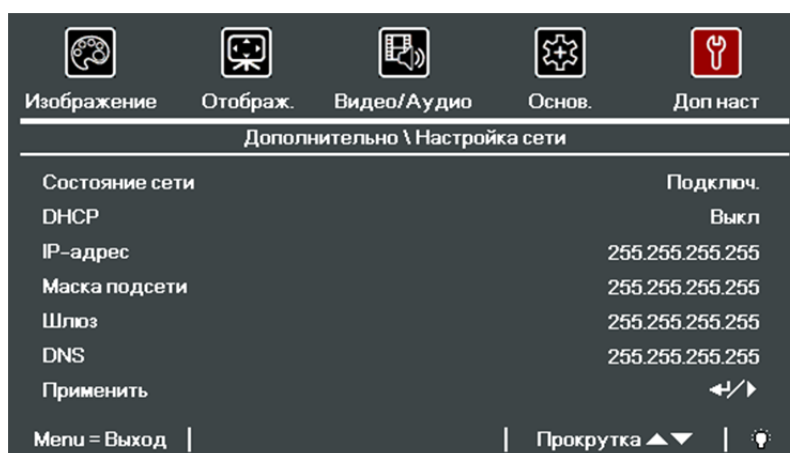 Изображение Отображ. Видео/Аудио Основ. Доп наст
Дополнительно \ Настройка сети
Состояние сети Подключ.
DHCP Выкл
IP-адрес 255.255.255.255
Маска подсети 255.255.255.255
Шлюз 255.255.255.255
DNS 255.255.255.255
Применить
Menu = Выход Прокрутка